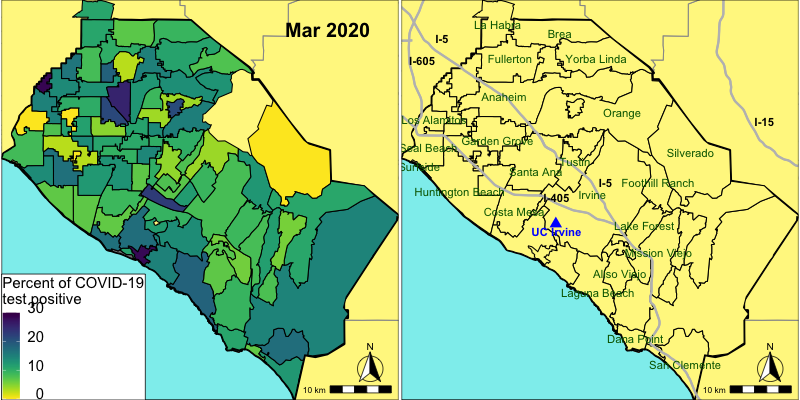 Mar 2020
Percent of COVID-19
test positive
30
20
10
0
N
10 km
La Habra
Brea
I-5
I-605
Fullerton
Yorba Linda
Anaheim
Orange
Los Alamitos
I-15
Garden Grove
Seal Beach
Silverado
Tustin
Sunside
Santa Ana
I-5
Foothill Ranch
Huntington Beach
I-405
Irvine
Costa Mesa
UC Irvine
Lake Forest
Mission Viejo
Aliso Viejo
Laguna Beach
Dana Point
San Clemente
N
10 km